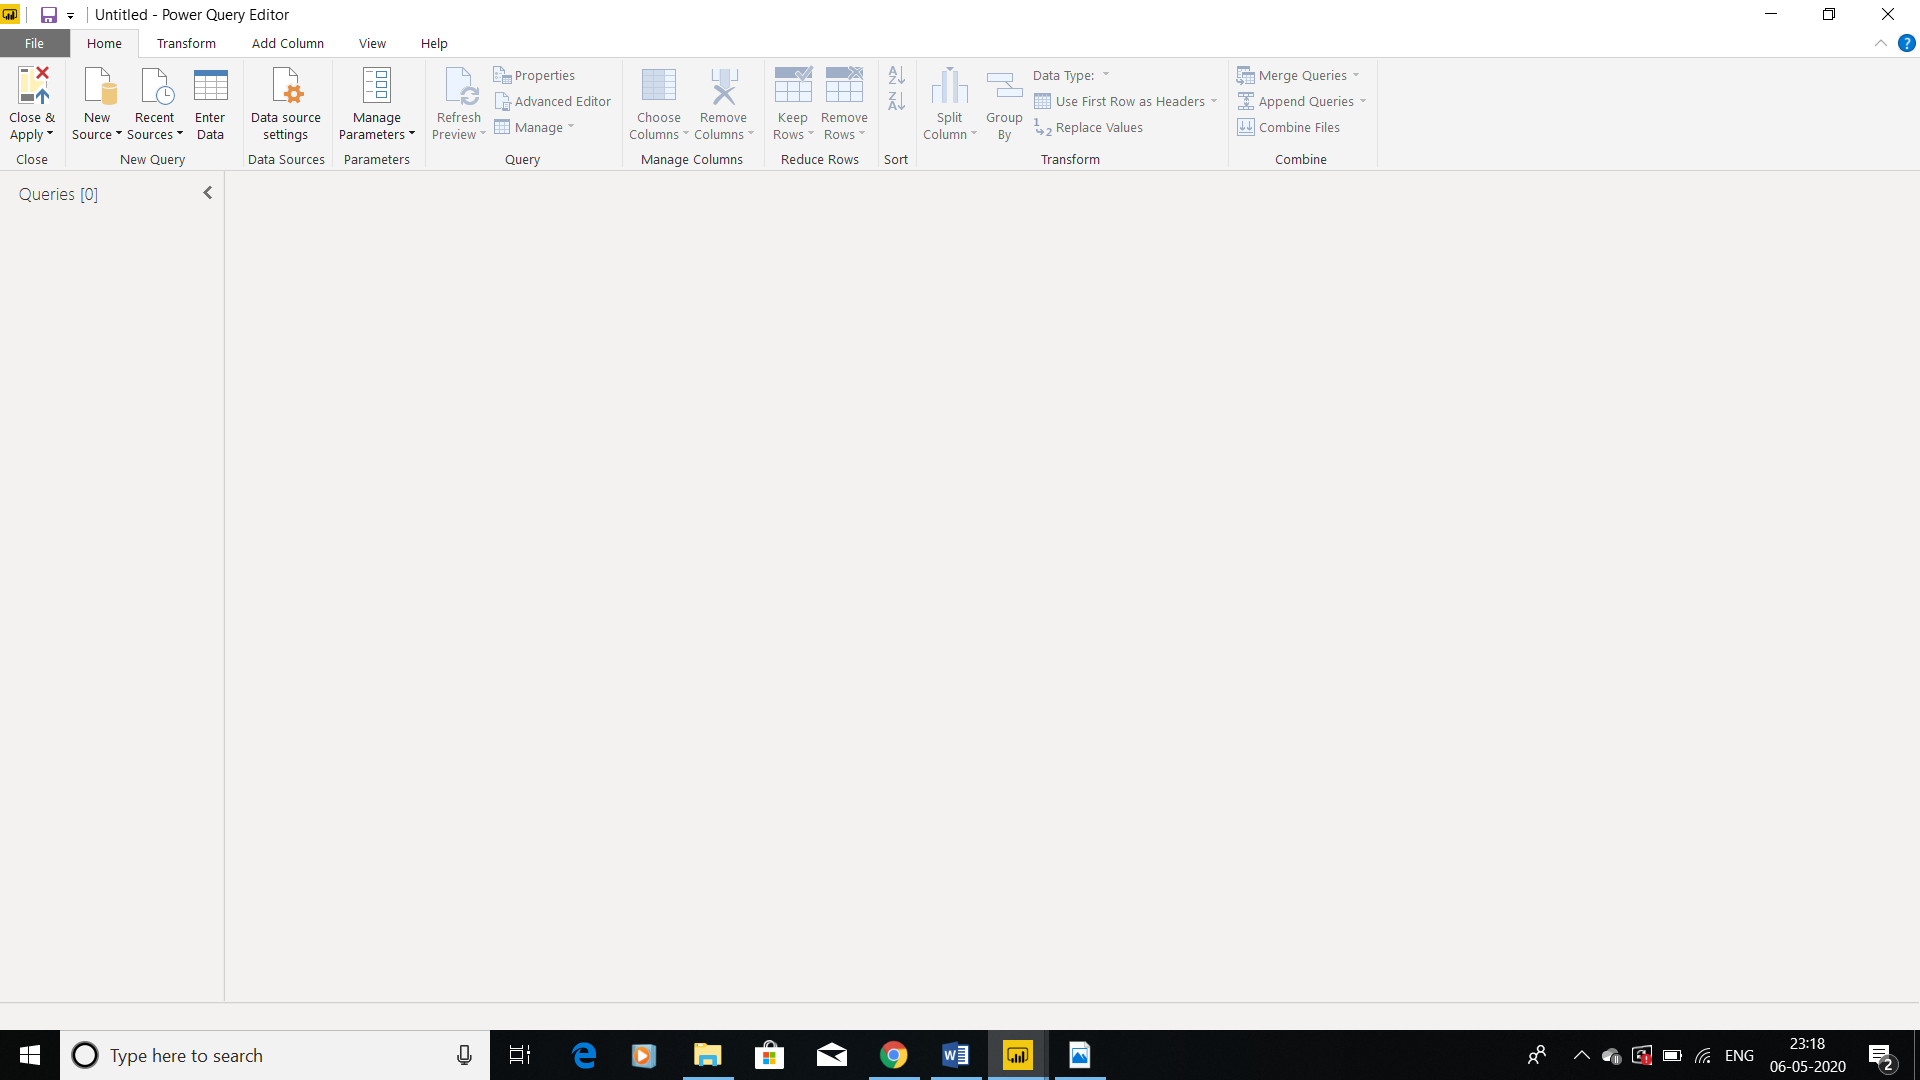 Untitled - Power Query Editor
File Home Transform Add Column View Help
Close & Apply
New Source
Recent Sources
Enter Data
Data source settings
Manage Parameters
Refresh Preview
Properties
Advanced Editor
Manage
Choose Columns
Remove Columns
Keep Rows
Remove Rows
Split Column
Group By
Data Type:
Use First Row as Headers
Replace Values
Merge Queries
Append Queries
Combine Files
Close New Query Data Sources Parameters Query Manage Columns Reduce Rows Sort Transform Combine
Queries [0]
Type here to search
ENG
23:18
06-05-2020
2